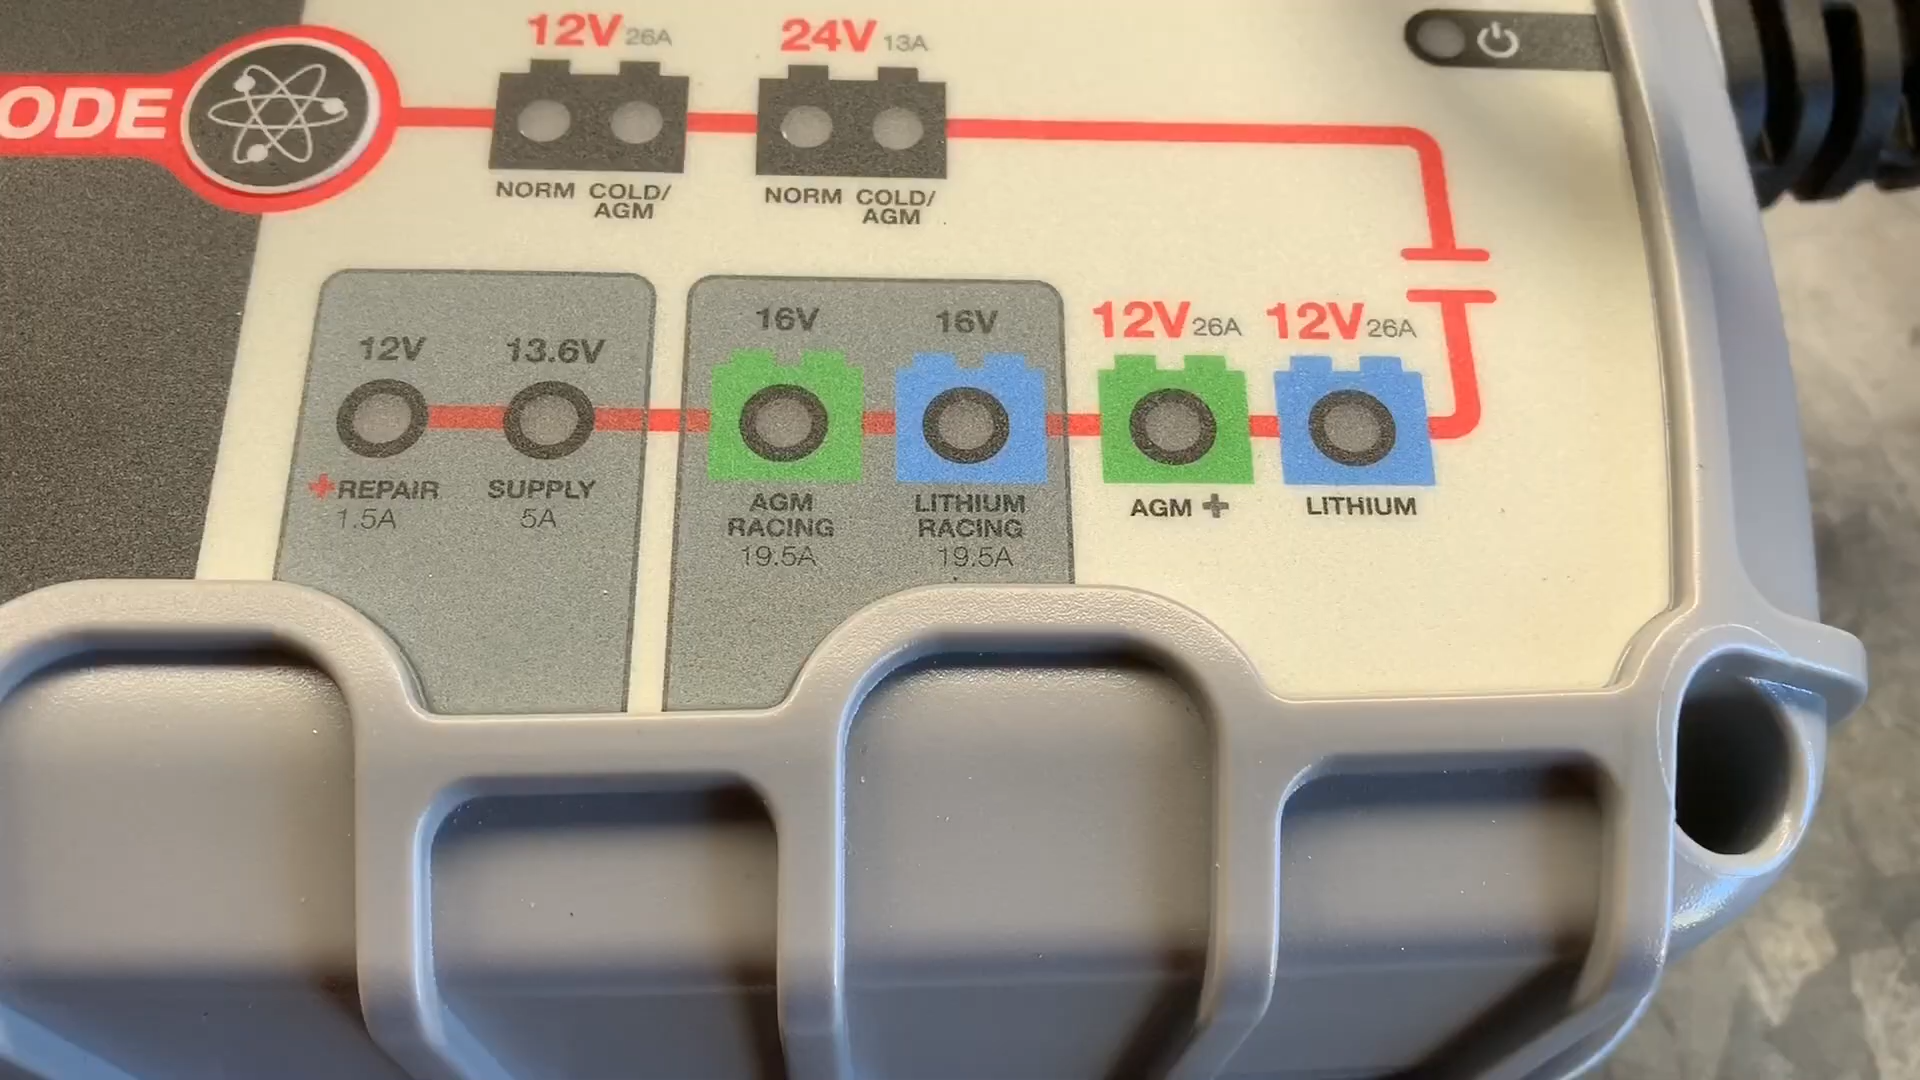 ODE
12V 26A
24V 13A
NORM COLD/
AGM
NORM COLD/
AGM
12V
13.6V
16V
16V
12V 26A
12V 26A
+REPAIR
1.5A
SUPPLY
5A
AGM
RACING
19.5A
LITHIUM
RACING
19.5A
AGM +
LITHIUM